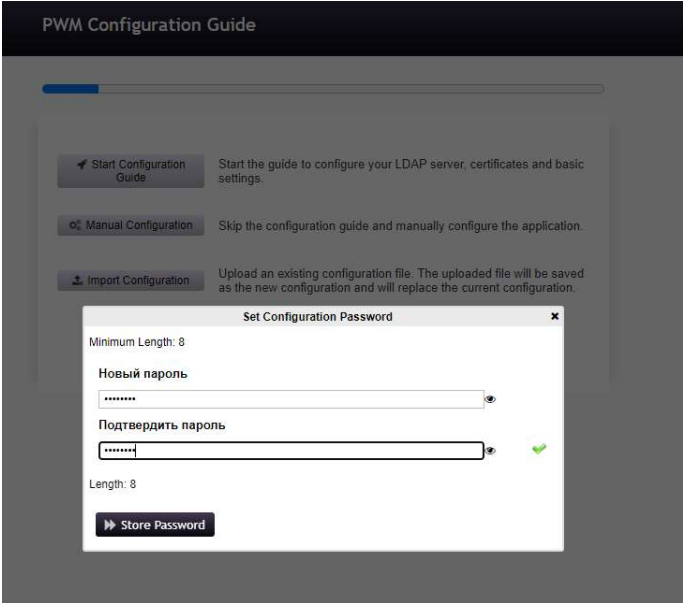 PWM Configuration Guide
Start Configuration
Guide
Start the guide to configure your LDAP server, certificates and basic
settings.
Manual Configuration
Skip the configuration guide and manually configure the application.
Import Configuration
Upload an existing configuration file. The uploaded file will be saved
as the new configuration and will replace the current configuration.
Set Configuration Password
Minimum Length: 8
Новый пароль
••••••••
Подтвердить пароль
••••••••
Length: 8
Store Password